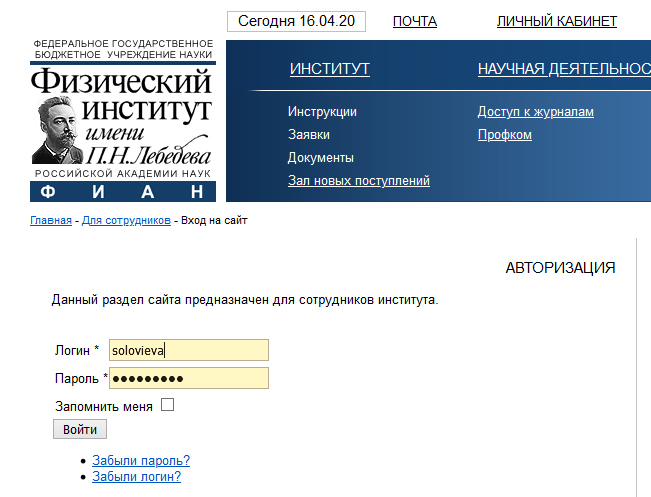 Сегодня 16.04.20
ПОЧТА
ЛИЧНЫЙ КАБИНЕТ
ФЕДЕРАЛЬНОЕ ГОСУДАРСТВЕННОЕ
БЮДЖЕТНОЕ УЧРЕЖДЕНИЕ НАУКИ
Физический
институт
имени
П.Н.Лебедева
РОССИЙСКОЙ АКАДЕМИИ НАУК
Ф И А Н
ИНСТИТУТ
НАУЧНАЯ ДЕЯТЕЛЬНОС
Инструкции
Заявки
Документы
Зал новых поступлений
Доступ к журналам
Профком
Главная - Для сотрудников - Вход на сайт
АВТОРИЗАЦИЯ
Данный раздел сайта предназначен для сотрудников института.
Логин * solovieva
Пароль * ●●●●●●●●●
Запомнить меня
Войти
• Забыли пароль?
• Забыли логин?